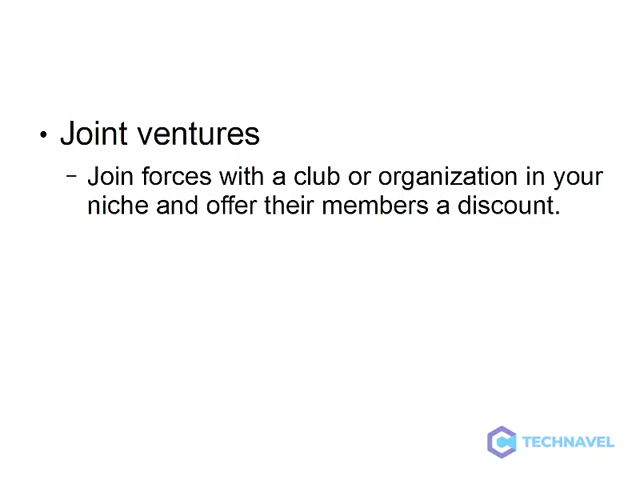 • Joint ventures
– Join forces with a club or organization in your
niche and offer their members a discount.
TECHNAVEL